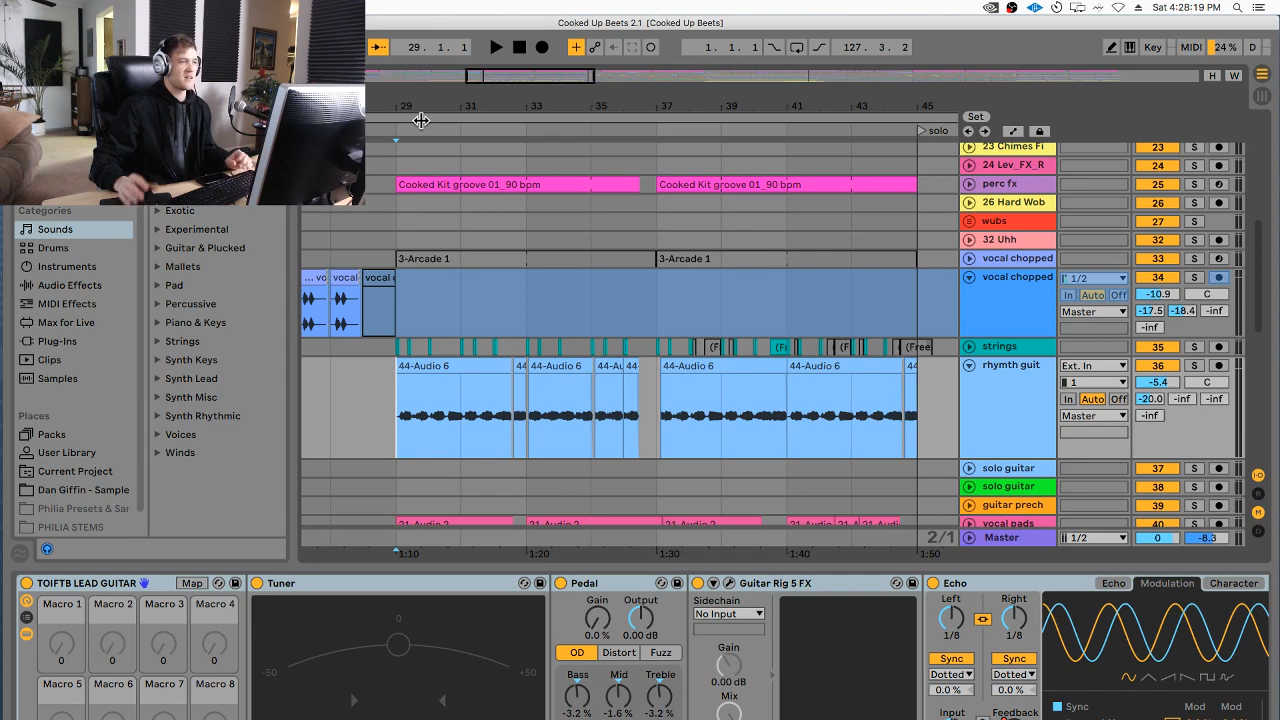 Cooked Up Beets 2.1 [Cooked Up Beets]
Sat 4:28:19 PM
29. 1. 1
1. 1. 1
127. 3. 2
Key
MIDI
24 %
D
H W
29 31 33 35 37 39 41 43 45
Set
solo
Categories
Sounds
Drums
Instruments
Audio Effects
MIDI Effects
Max for Live
Plug-Ins
Clips
Samples
Places
Packs
User Library
Current Project
Dan Giffin - Sample
Philia Presets & Sar
PHILIA STEMS
Exotic
Experimental
Guitar & Plucked
Mallets
Pad
Percussive
Piano & Keys
Strings
Synth Keys
Synth Lead
Synth Misc
Synth Rhythmic
Voices
Winds
Cooked Kit groove 01_90 bpm
Cooked Kit groove 01_90 bpm
3-Arcade 1
3-Arcade 1
... vo
vocal
vocal c
(F
(Fr
(F
(F
(Free
44-Audio 6
44
44-Audio 6
44-Au
44-
44-Audio 6
44-Audio 6
44
21-Audio 2
21-Audio 2
21-Audio 2
21-Audio
21-A
21-Audi
2/1
1:10 1:20 1:30 1:40 1:50
23 Chimes Fi 23 S
24 Lev_FX_R 24 S
perc fx 25 S
26 Hard Wob 26 S
wubs 27 S
32 Uhh 32 S
vocal chopped 33 S
vocal chopped 1/2 34 S
In Auto Off -10.9 C
Master -17.5 -18.4 -inf
-inf
strings 35 S
rhymth guit Ext. In 36 S
1 -5.4 C
In Auto Off -20.0 -inf -inf
Master -inf
solo guitar 37 S
solo guitar 38 S
guitar prech 39 S
vocal pads 40 S
Master 1/2 0 -8.3
I·O
R
M
D
TOIFTB LEAD GUITAR
Map
Macro 1 Macro 2 Macro 3 Macro 4
0 0 0 0
Macro 5 Macro 6 Macro 7 Macro 8
Tuner
0
-50
+50
Pedal
Gain Output
0.0 % 0.00 dB
OD Distort Fuzz
Bass Mid Treble
-3.2 % -1.6 % -3.2 %
Guitar Rig 5 FX
Sidechain
No Input
Gain
0.00 dB
Mix
Echo
Echo Modulation Character
Left Right
1/8 1/8
Sync Sync
Dotted Dotted
0.0 % 0.0 %
Input Feedback
Sync
Mod Mod